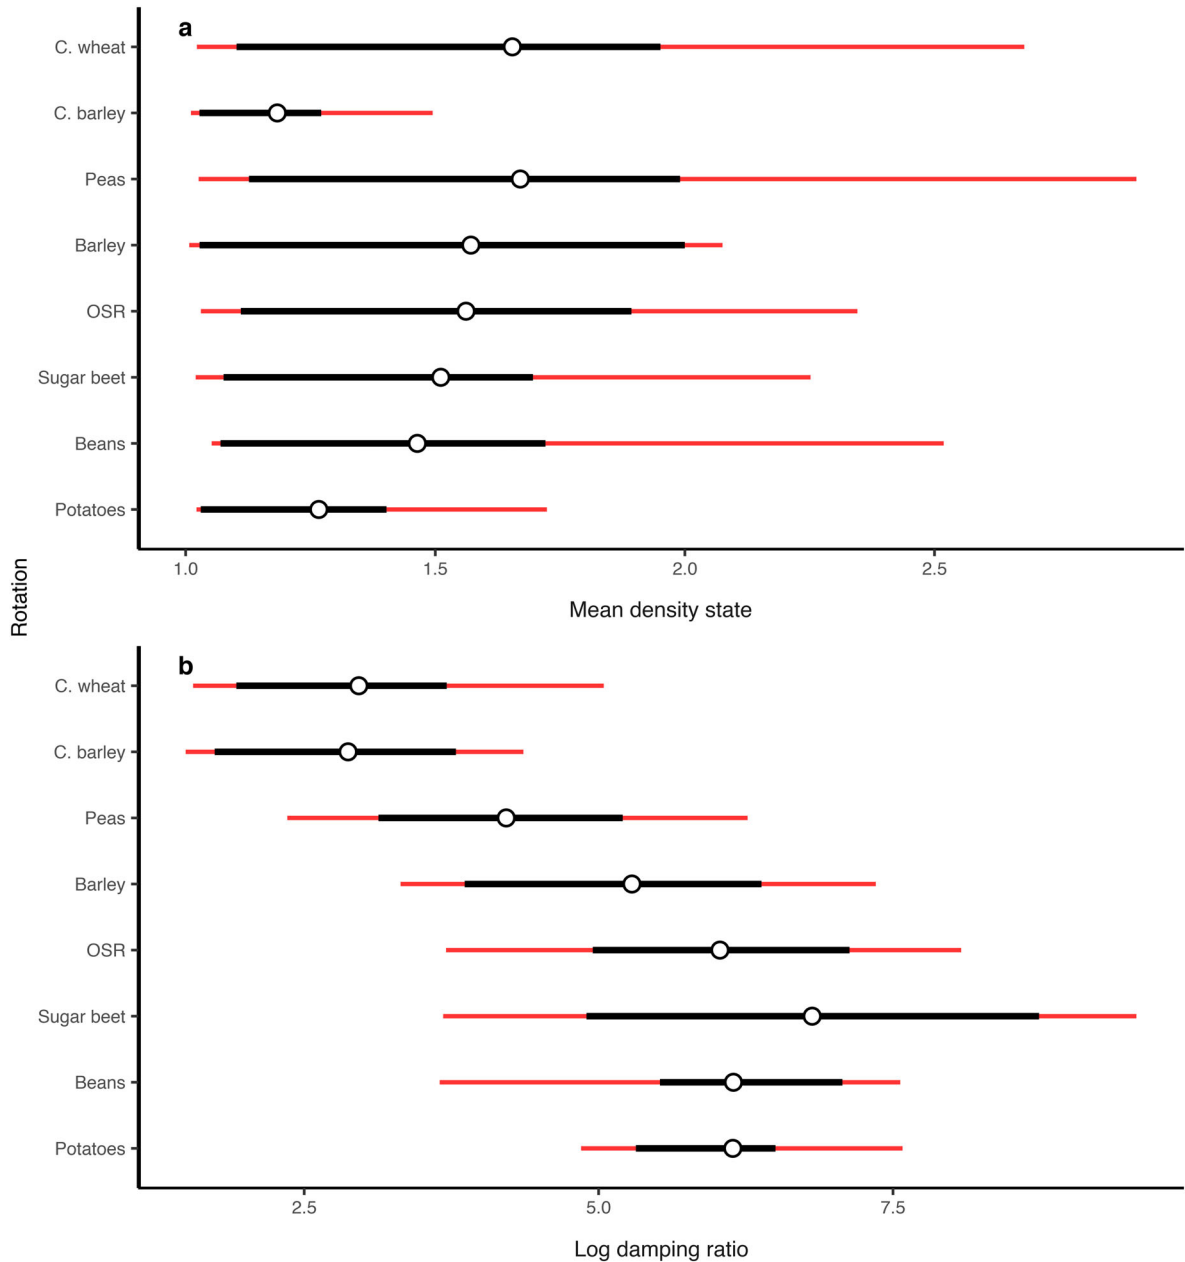 a
C. wheat
C. barley
Peas
Barley
OSR
Sugar beet
Beans
Potatoes
1.0 1.5 2.0 2.5
Mean density state
Rotation
b
C. wheat
C. barley
Peas
Barley
OSR
Sugar beet
Beans
Potatoes
2.5 5.0 7.5
Log damping ratio